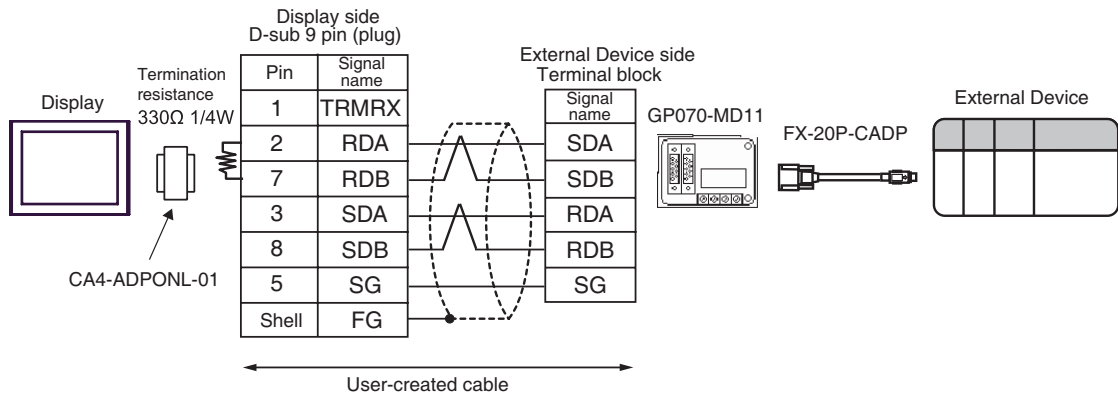 Display side
D-sub 9 pin (plug)
External Device side
Terminal block
Display
Termination
resistance
330Ω 1/4W
CA4-ADPONL-01
Pin
Signal
name
1
TRMRX
2
RDA
7
RDB
3
SDA
8
SDB
5
SG
Shell
FG
Signal
name
SDA
SDB
RDA
RDB
SG
GP070-MD11
FX-20P-CADP
External Device
User-created cable